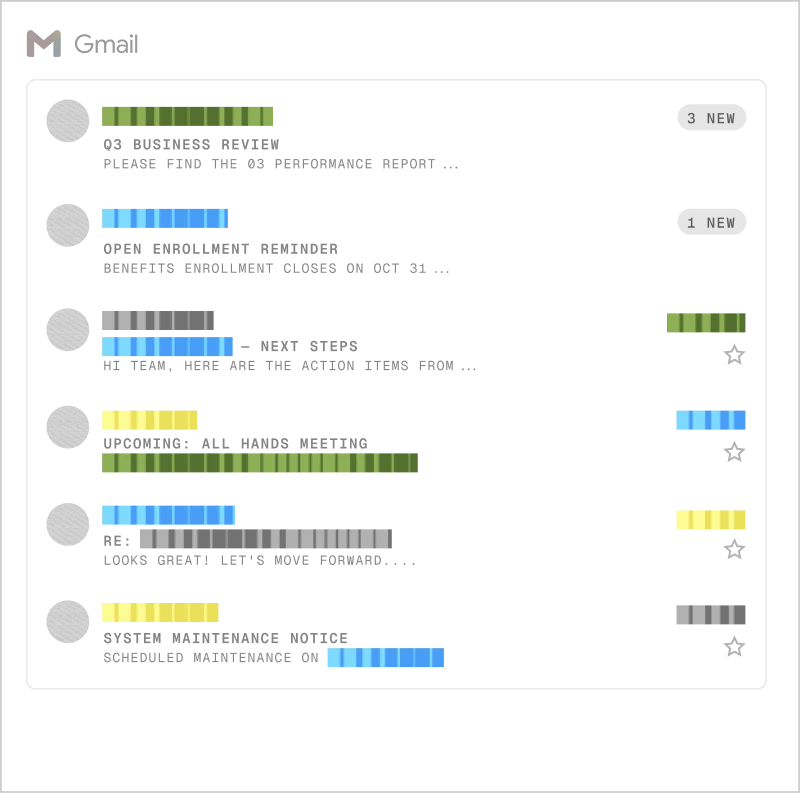 Gmail
3 NEW
Q3 BUSINESS REVIEW
PLEASE FIND THE 03 PERFORMANCE REPORT ...
1 NEW
OPEN ENROLLMENT REMINDER
BENEFITS ENROLLMENT CLOSES ON OCT 31 ...
— NEXT STEPS
HI TEAM, HERE ARE THE ACTION ITEMS FROM ...
UPCOMING: ALL HANDS MEETING
RE:
LOOKS GREAT! LET'S MOVE FORWARD....
SYSTEM MAINTENANCE NOTICE
SCHEDULED MAINTENANCE ON